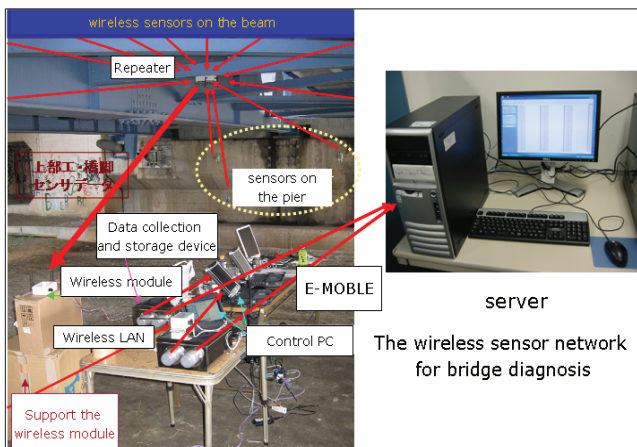 wireless sensors on the beam
Repeater
上部工・橋脚
センサデータ
sensors on
the pier
Data collection
and storage device
Wireless module
E-MOBLE
Wireless LAN
Control PC
Support the
wireless module
server
The wireless sensor network
for bridge diagnosis